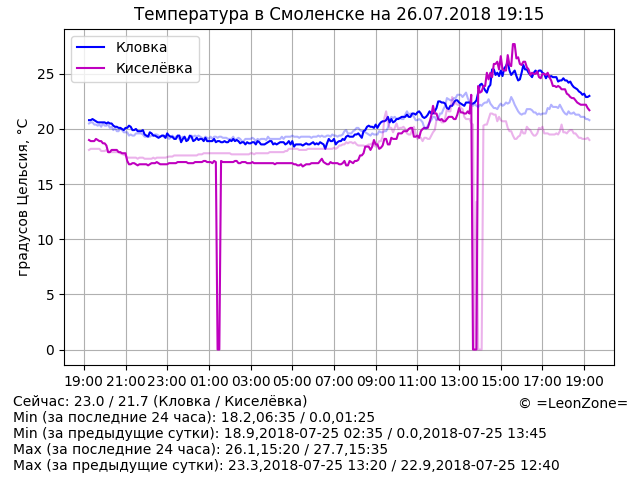 Температура в Смоленске на 26.07.2018 19:15
Кловка
Киселёвка
градусов Цельсия, °C
25
20
15
10
5
0
19:00 21:00 23:00 01:00 03:00 05:00 07:00 09:00 11:00 13:00 15:00 17:00 19:00
Сейчас: 23.0 / 21.7 (Кловка / Киселёвка)
© =LeonZone=
Min (за последние 24 часа): 18.2,06:35 / 0.0,01:25
Min (за предыдущие сутки): 18.9,2018-07-25 02:35 / 0.0,2018-07-25 13:45
Max (за последние 24 часа): 26.1,15:20 / 27.7,15:35
Max (за предыдущие сутки): 23.3,2018-07-25 13:20 / 22.9,2018-07-25 12:40